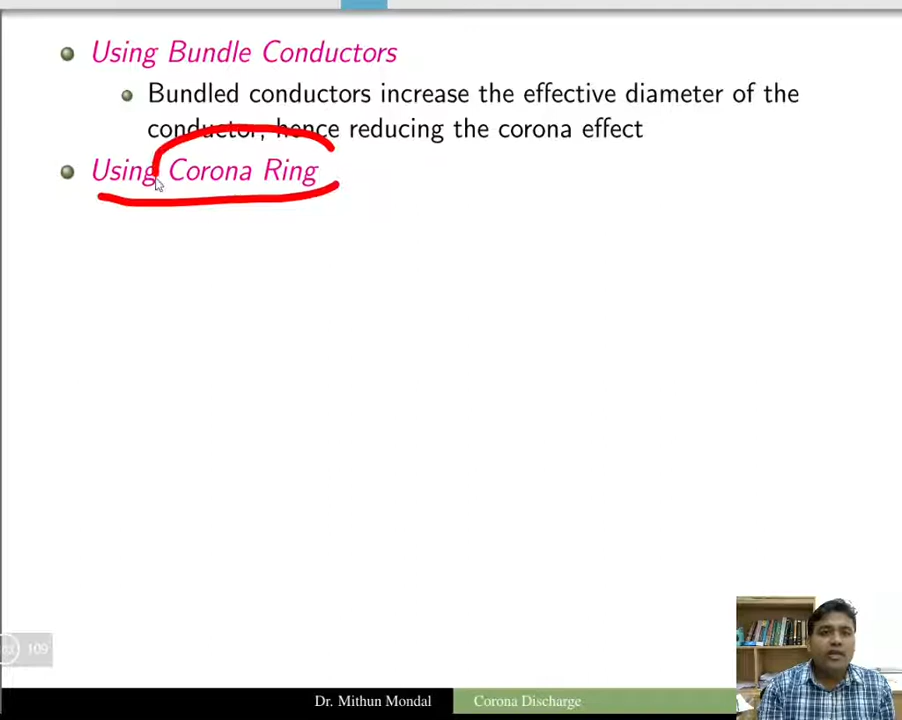 Using Bundle Conductors
Bundled conductors increase the effective diameter of the
conductor, hence reducing the corona effect
Using Corona Ring
109
Dr. Mithun Mondal Corona Discharge